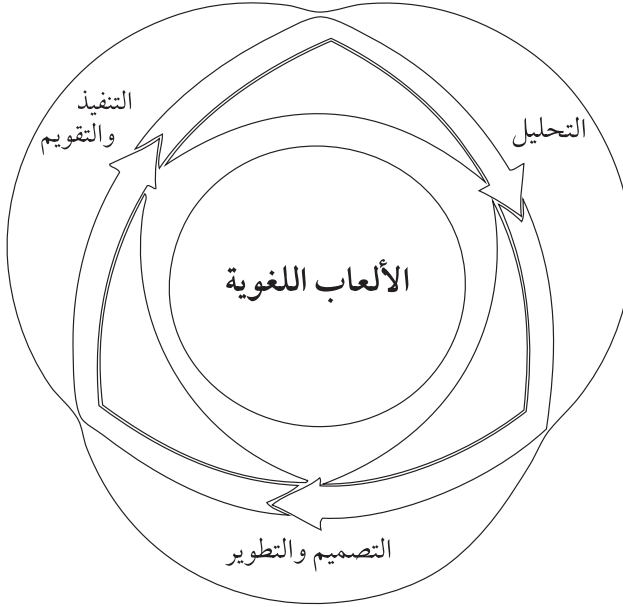 التنفيذ
والتقويم
التحليل
الألعاب اللغوية
التصميم والتطوير